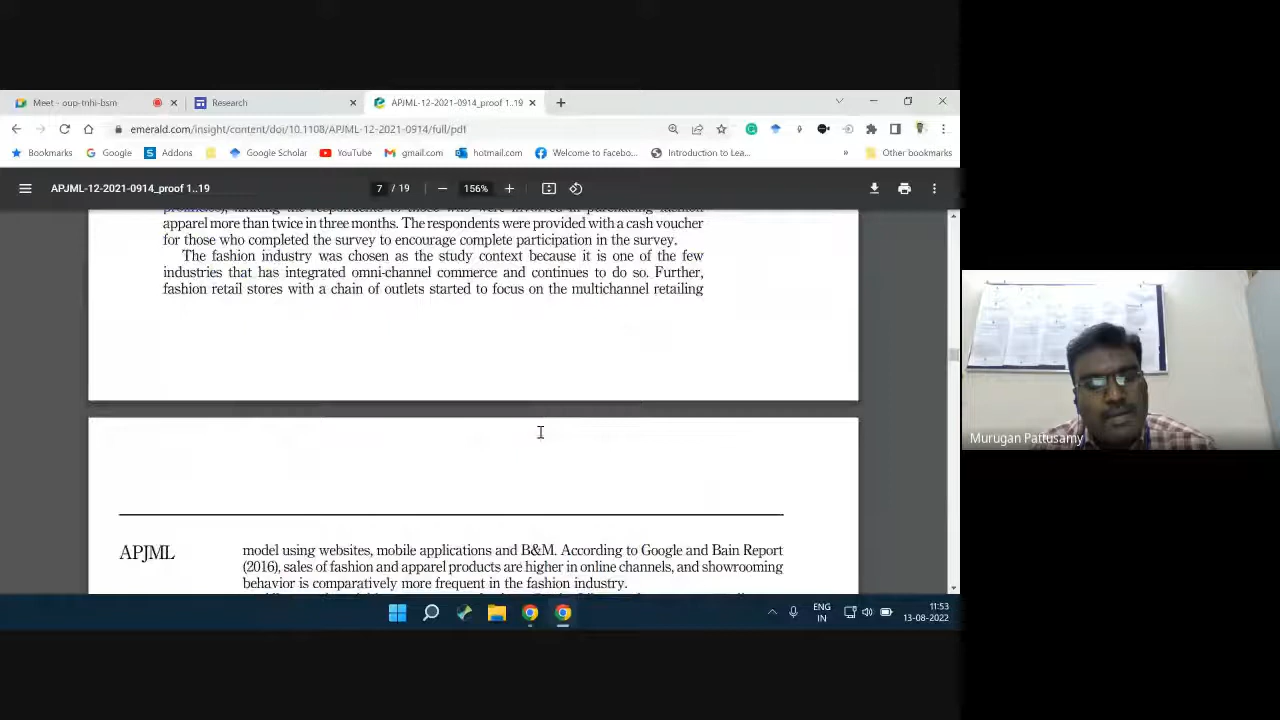 Meet - oup-tnhi-bsm
Research
APJML-12-2021-0914_proof 1..19
emerald.com/insight/content/doi/10.1108/APJML-12-2021-0914/full/pdf
Bookmarks Google Addons Google Scholar YouTube gmail.com hotmail.com Welcome to Facebo... Introduction to Lea... » Other bookmarks
APJML-12-2021-0914_proof 1..19 7 / 19 156%
apparel more than twice in three months. The respondents were provided with a cash voucher
for those who completed the survey to encourage complete participation in the survey.
The fashion industry was chosen as the study context because it is one of the few
industries that has integrated omni-channel commerce and continues to do so. Further,
fashion retail stores with a chain of outlets started to focus on the multichannel retailing
Murugan Pattusamy
APJML
model using websites, mobile applications and B&M. According to Google and Bain Report
(2016), sales of fashion and apparel products are higher in online channels, and showrooming
behavior is comparatively more frequent in the fashion industry.
ENG
IN
11:53
13-08-2022